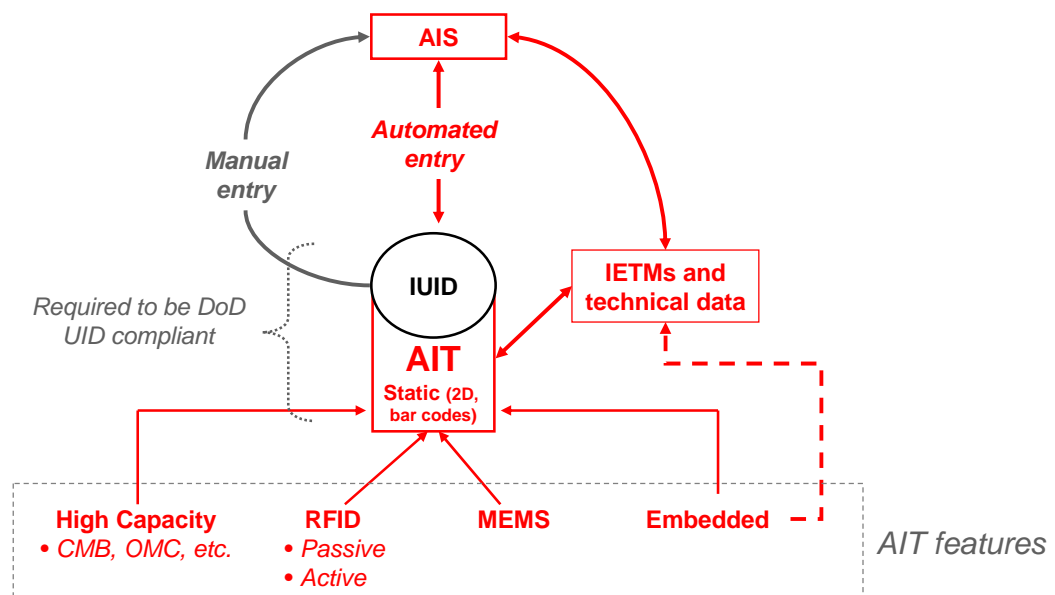 AIS
Automated
entry
Manual
entry
IUID
IETMs and
technical data
Required to be DoD
UID compliant
AIT
Static (2D,
bar codes)
High Capacity
• CMB, OMC, etc.
RFID
• Passive
• Active
MEMS
Embedded
AIT features